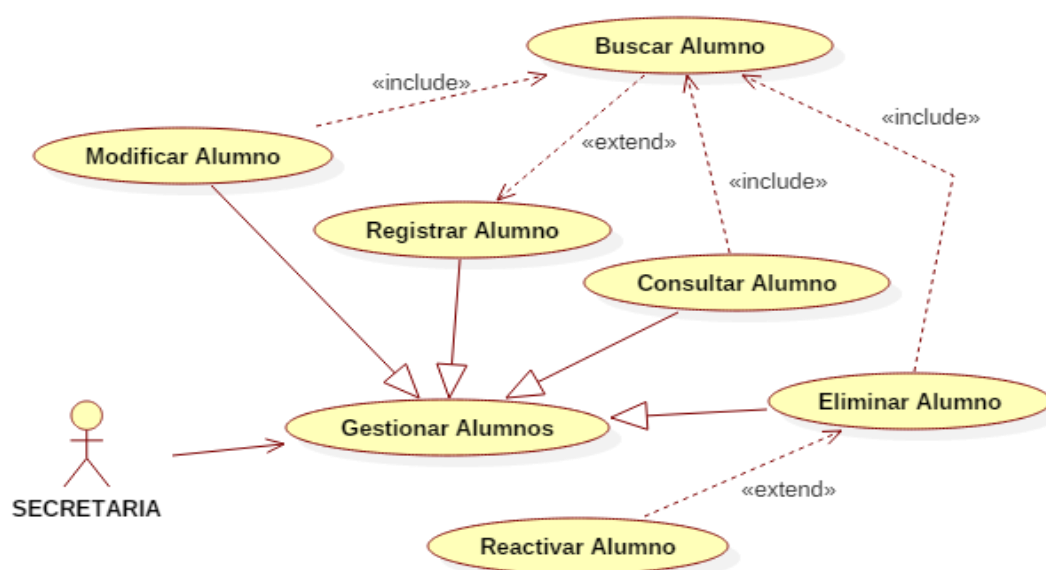 Buscar Alumno
«include»
«include»
Modificar Alumno
«extend»
«include»
Registrar Alumno
Consultar Alumno
Eliminar Alumno
Gestionar Alumnos
«extend»
SECRETARIA
Reactivar Alumno